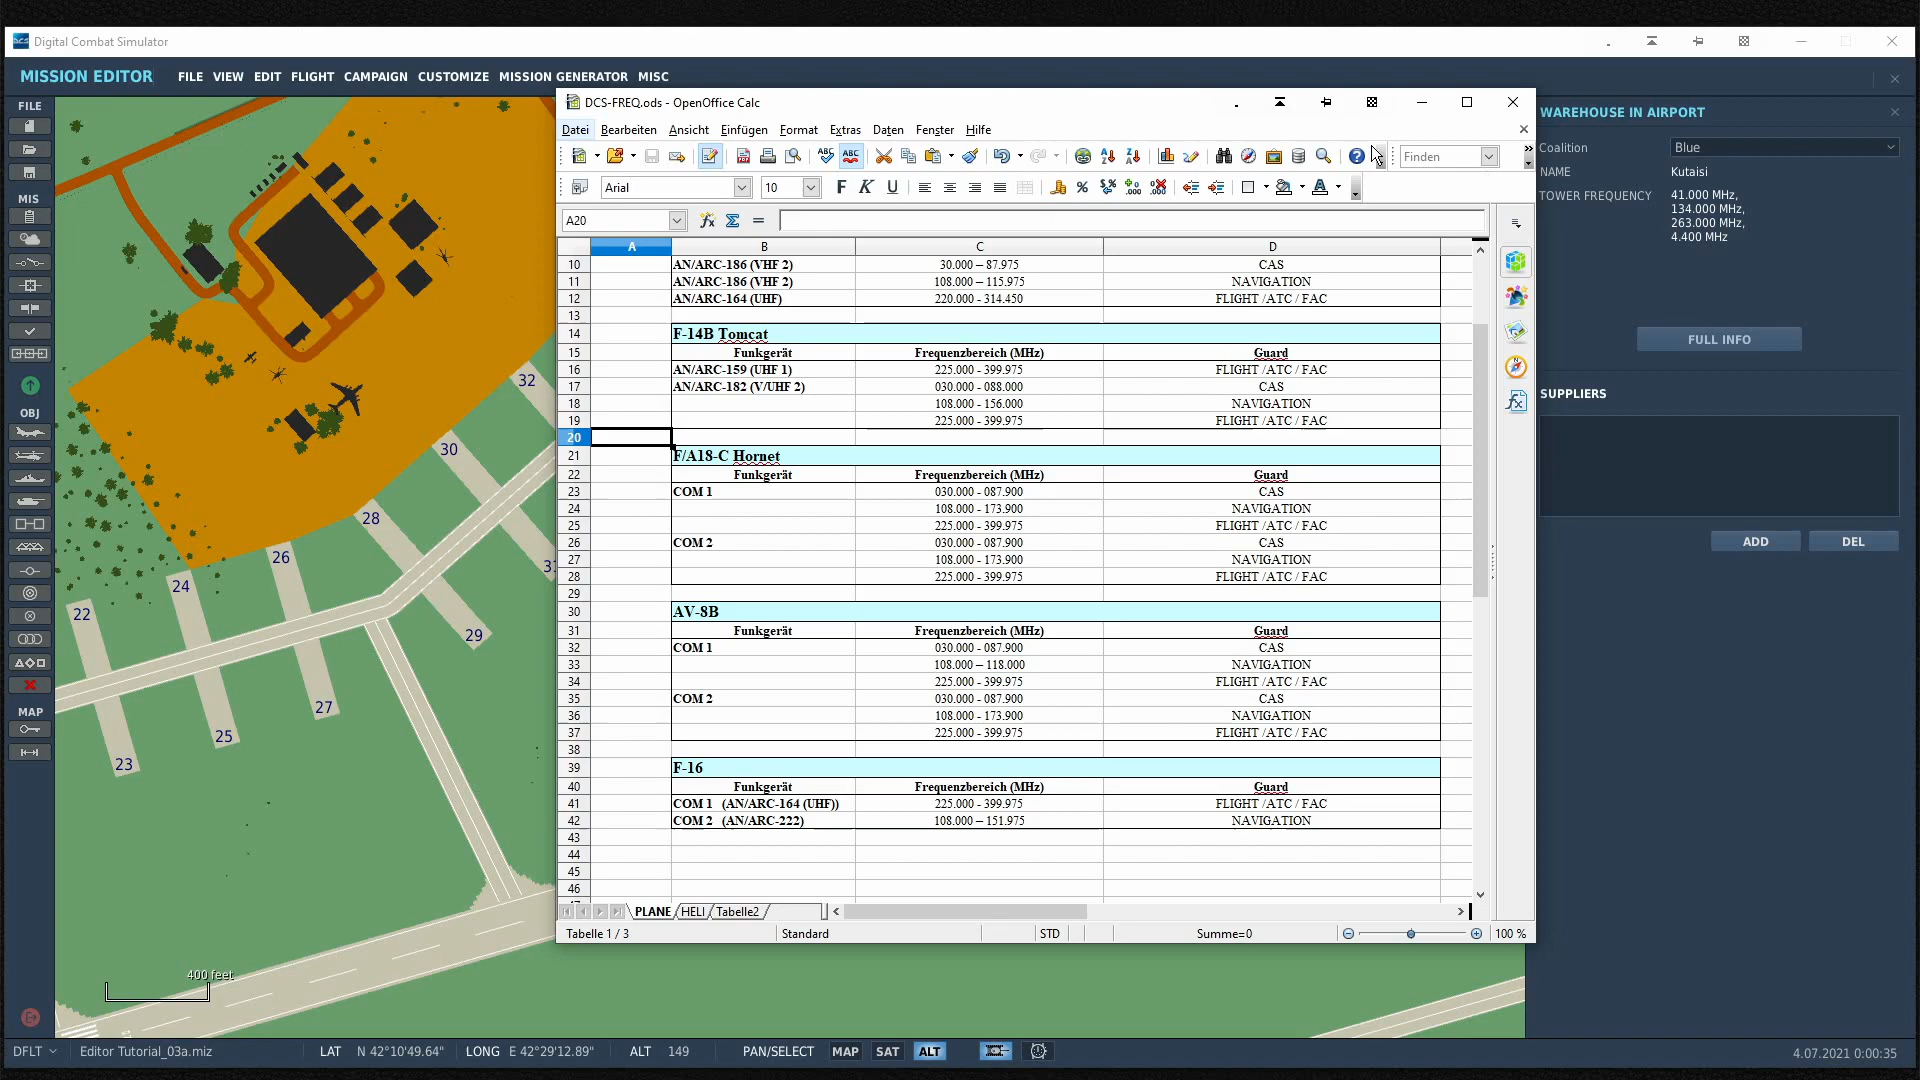 Digital Combat Simulator
MISSION EDITOR FILE VIEW EDIT FLIGHT CAMPAIGN CUSTOMIZE MISSION GENERATOR MISC
FILE
MIS
OBJ
MAP
32
30
28
26
24
22
31
29
27
25
23
400 feet
DCS-FREQ.ods - OpenOffice Calc
Datei Bearbeiten Ansicht Einfügen Format Extras Daten Fenster Hilfe
Finden
Arial 10
A20
A B C D
10 AN/ARC-186 (VHF 2) 30.000 – 87.975 CAS
11 AN/ARC-186 (VHF 2) 108.000 – 115.975 NAVIGATION
12 AN/ARC-164 (UHF) 220.000 - 314.450 FLIGHT /ATC / FAC
13
14 F-14B Tomcat
15 Funkgerät Frequenzbereich (MHz) Guard
16 AN/ARC-159 (UHF 1) 225.000 - 399.975 FLIGHT /ATC / FAC
17 AN/ARC-182 (V/UHF 2) 030.000 - 088.000 CAS
18 108.000 - 156.000 NAVIGATION
19 225.000 - 399.975 FLIGHT /ATC / FAC
20
21 F/A18-C Hornet
22 Funkgerät Frequenzbereich (MHz) Guard
23 COM 1 030.000 - 087.900 CAS
24 108.000 - 173.900 NAVIGATION
25 225.000 - 399.975 FLIGHT /ATC / FAC
26 COM 2 030.000 - 087.900 CAS
27 108.000 - 173.900 NAVIGATION
28 225.000 - 399.975 FLIGHT /ATC / FAC
29
30 AV-8B
31 Funkgerät Frequenzbereich (MHz) Guard
32 COM 1 030.000 - 087.900 CAS
33 108.000 – 118.000 NAVIGATION
34 225.000 - 399.975 FLIGHT /ATC / FAC
35 COM 2 030.000 - 087.900 CAS
36 108.000 - 173.900 NAVIGATION
37 225.000 - 399.975 FLIGHT /ATC / FAC
38
39 F-16
40 Funkgerät Frequenzbereich (MHz) Guard
41 COM 1 (AN/ARC-164 (UHF)) 225.000 - 399.975 FLIGHT /ATC / FAC
42 COM 2 (AN/ARC-222) 108.000 – 151.975 NAVIGATION
43
44
45
46
PLANE HELI Tabelle2
Tabelle 1 / 3 Standard STD Summe=0 100 %
WAREHOUSE IN AIRPORT
Coalition Blue
NAME Kutaisi
TOWER FREQUENCY 41.000 MHz,
134.000 MHz,
263.000 MHz,
4.400 MHz
FULL INFO
SUPPLIERS
ADD DEL
DFLT Editor Tutorial_03a.miz LAT N 42°10'49.64" LONG E 42°29'12.89" ALT 149 PAN/SELECT MAP SAT ALT 4.07.2021 0:00:35